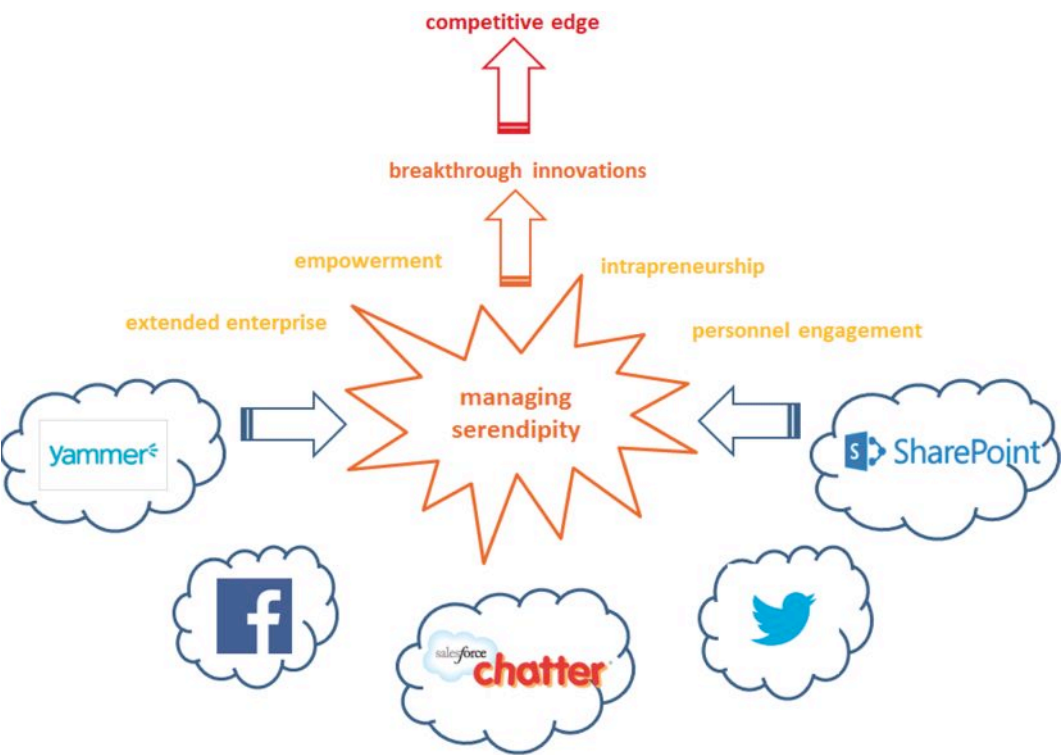 competitive edge
breakthrough innovations
empowerment
intrapreneurship
extended enterprise
personnel engagement
managing
serendipity
yammer
S
SharePoint
f
salesforce
chatter